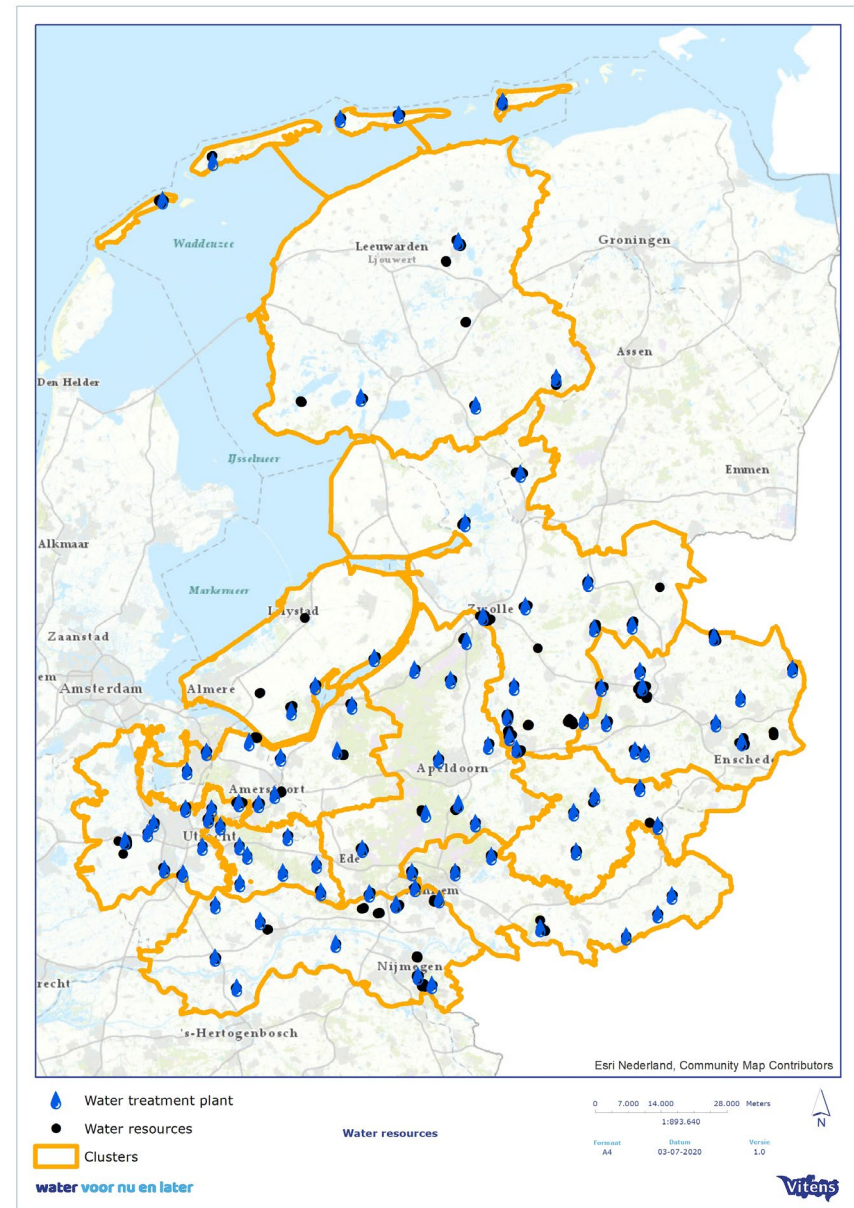 Waddenzee
Leeuwarden
Ljouwert
Groningen
Assen
Den Helder
IJsselmeer
Emmen
Alkmaar
Markermeer
Lelystad
Zwolle
Zaanstad
em
Amsterdam
Almere
Apeldoorn
Enschede
Amersfoort
Utrecht
Ede
Nijmegen
recht
's-Hertogenbosch
Esri Nederland, Community Map Contributors
Water treatment plant
Water resources
Clusters
Water resources
0 7.000 14.000 28.000 Meters
1:893.640
N
Formaat Datum Versie
A4 03-07-2020 1.0
water voor nu en later
Vitens